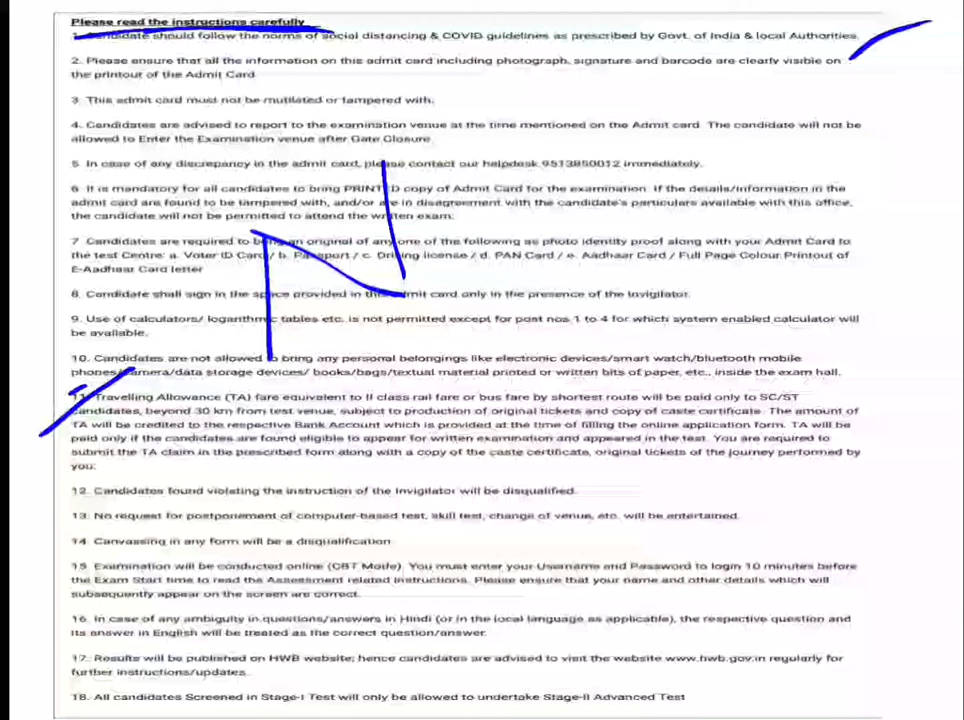 Please read the instructions carefully
1. Candidate should follow the norms of social distancing & COVID guidelines as prescribed by Govt. of India & local Authorities.
2. Please ensure that all the information on this admit card including photograph, signature and barcode are clearly visible on
the printout of the Admit Card
3. This admit card must not be mutilated or tampered with.
4. Candidates are advised to report to the examination venue at the time mentioned on the Admit card. The candidate will not be
allowed to Enter the Examination venue after Gate Closure
5. In case of any discrepancy in the admit card, please contact our helpdesk 9513850012 immediately.
6. It is mandatory for all candidates to bring PRINTED copy of Admit Card for the examination. If the details/information in the
admit card are found to be tampered with, and/or are in disagreement with the candidate's particulars available with this office,
the candidate will not be permitted to attend the written exam.
7. Candidates are required to bring an original of any one of the following as photo identity proof along with your Admit Card to
the test Centre: a. Voter ID Card / b. Passport / c. Driving license / d. PAN Card / e. Aadhaar Card / Full Page Colour Printout of
E-Aadhaar Card letter
8. Candidate shall sign in the space provided in the admit card only in the presence of the Invigilator.
9. Use of calculators/ logarithmic tables etc. is not permitted except for post nos 1 to 4 for which system enabled calculator will
be available.
10. Candidates are not allowed to bring any personal belongings like electronic devices/smart watch/bluetooth mobile
phones/camera/data storage devices/ books/bags/textual material printed or written bits of paper, etc., inside the exam hall.
11. Travelling Allowance (TA) fare equivalent to II class rail fare or bus fare by shortest route will be paid only to SC/ST
candidates, beyond 30 km from test venue, subject to production of original tickets and copy of caste certificate. The amount of
TA will be credited to the respective Bank Account which is provided at the time of filling the online application form. TA will be
paid only if the candidates are found eligible to appear for written examination and appeared in the test. You are required to
submit the TA claim in the prescribed form along with a copy of the caste certificate, original tickets of the journey performed by
you.
12. Candidates found violating the instruction of the Invigilator will be disqualified.
13. No request for postponement of computer-based test, skill test, change of venue, etc. will be entertained.
14. Canvassing in any form will be a disqualification
15. Examination will be conducted online (CBT Mode). You must enter your Username and Password to login 10 minutes before
the Exam Start time to read the Assessment related Instructions. Please ensure that your name and other details which will
subsequently appear on the screen are correct.
16. In case of any ambiguity in questions/answers in Hindi (or in the local language as applicable), the respective question and
its answer in English will be treated as the correct question/answer.
17. Results will be published on HWB website; hence candidates are advised to visit the website www.hwb.gov.in regularly for
further instructions/updates.
18. All candidates Screened in Stage-I Test will only be allowed to undertake Stage-II Advanced Test